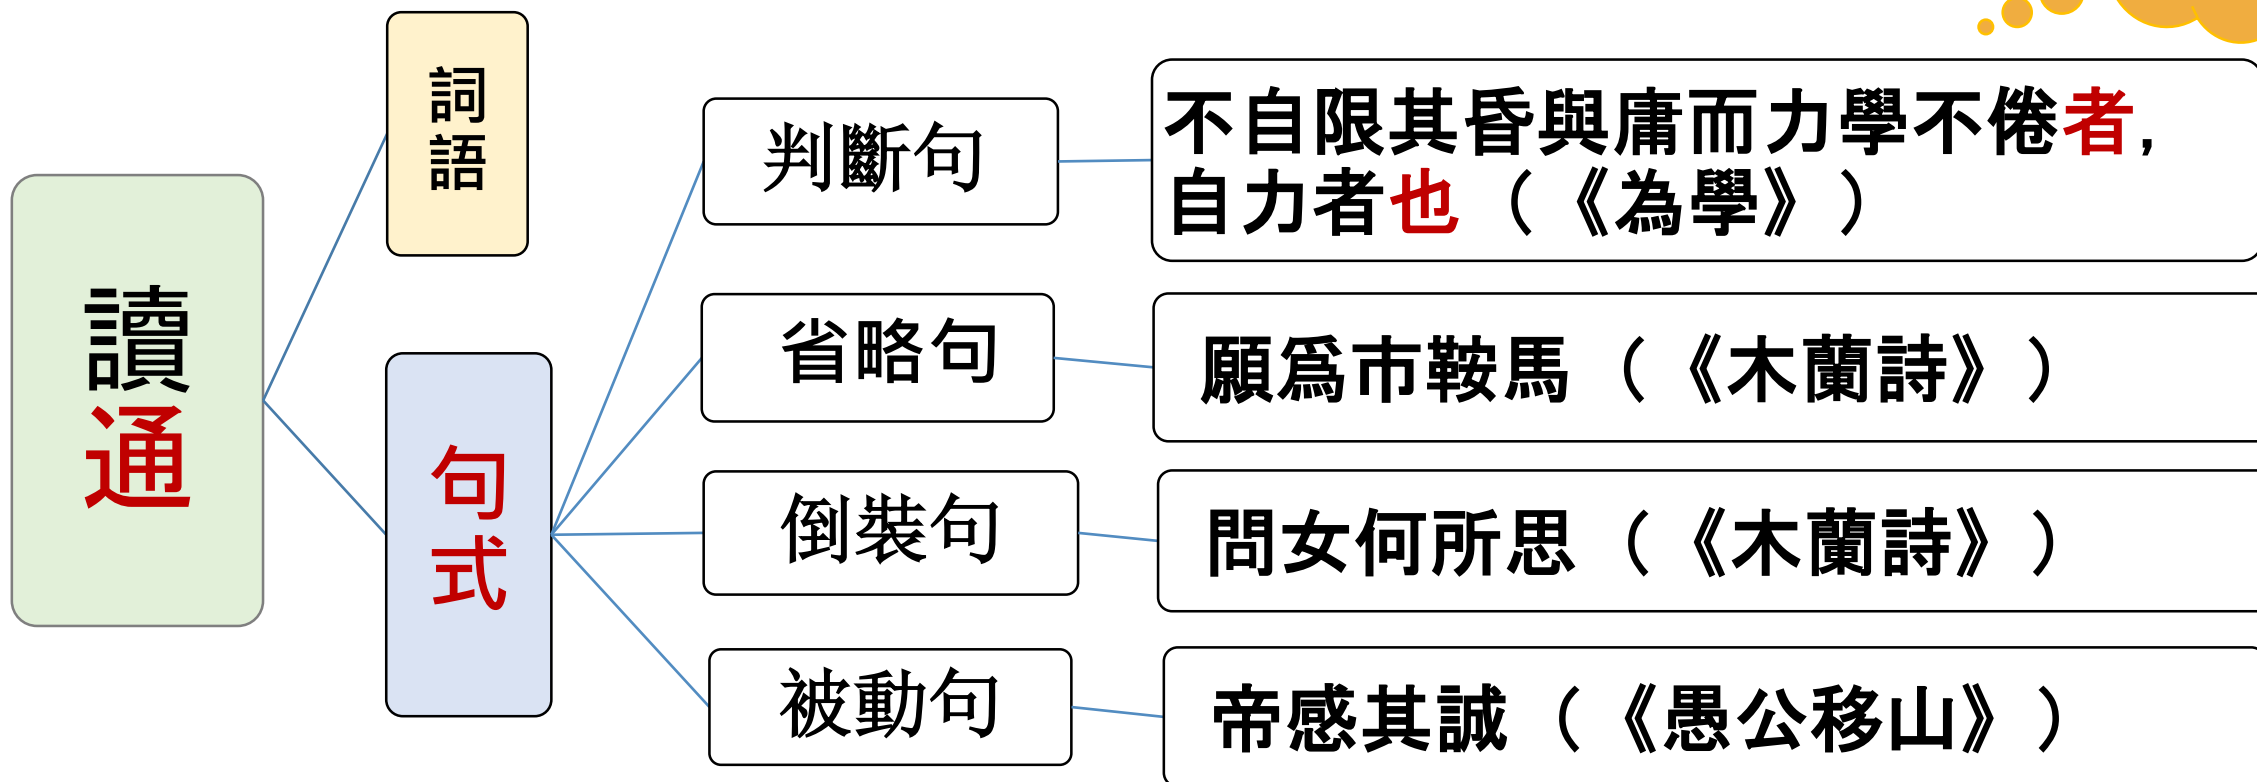 讀通
詞語
句式
判斷句
不自限其昏與庸而力學不倦者，
自力者也（《為學》）
省略句
願爲市鞍馬（《木蘭詩》）
倒裝句
問女何所思（《木蘭詩》）
被動句
帝感其誠（《愚公移山》）